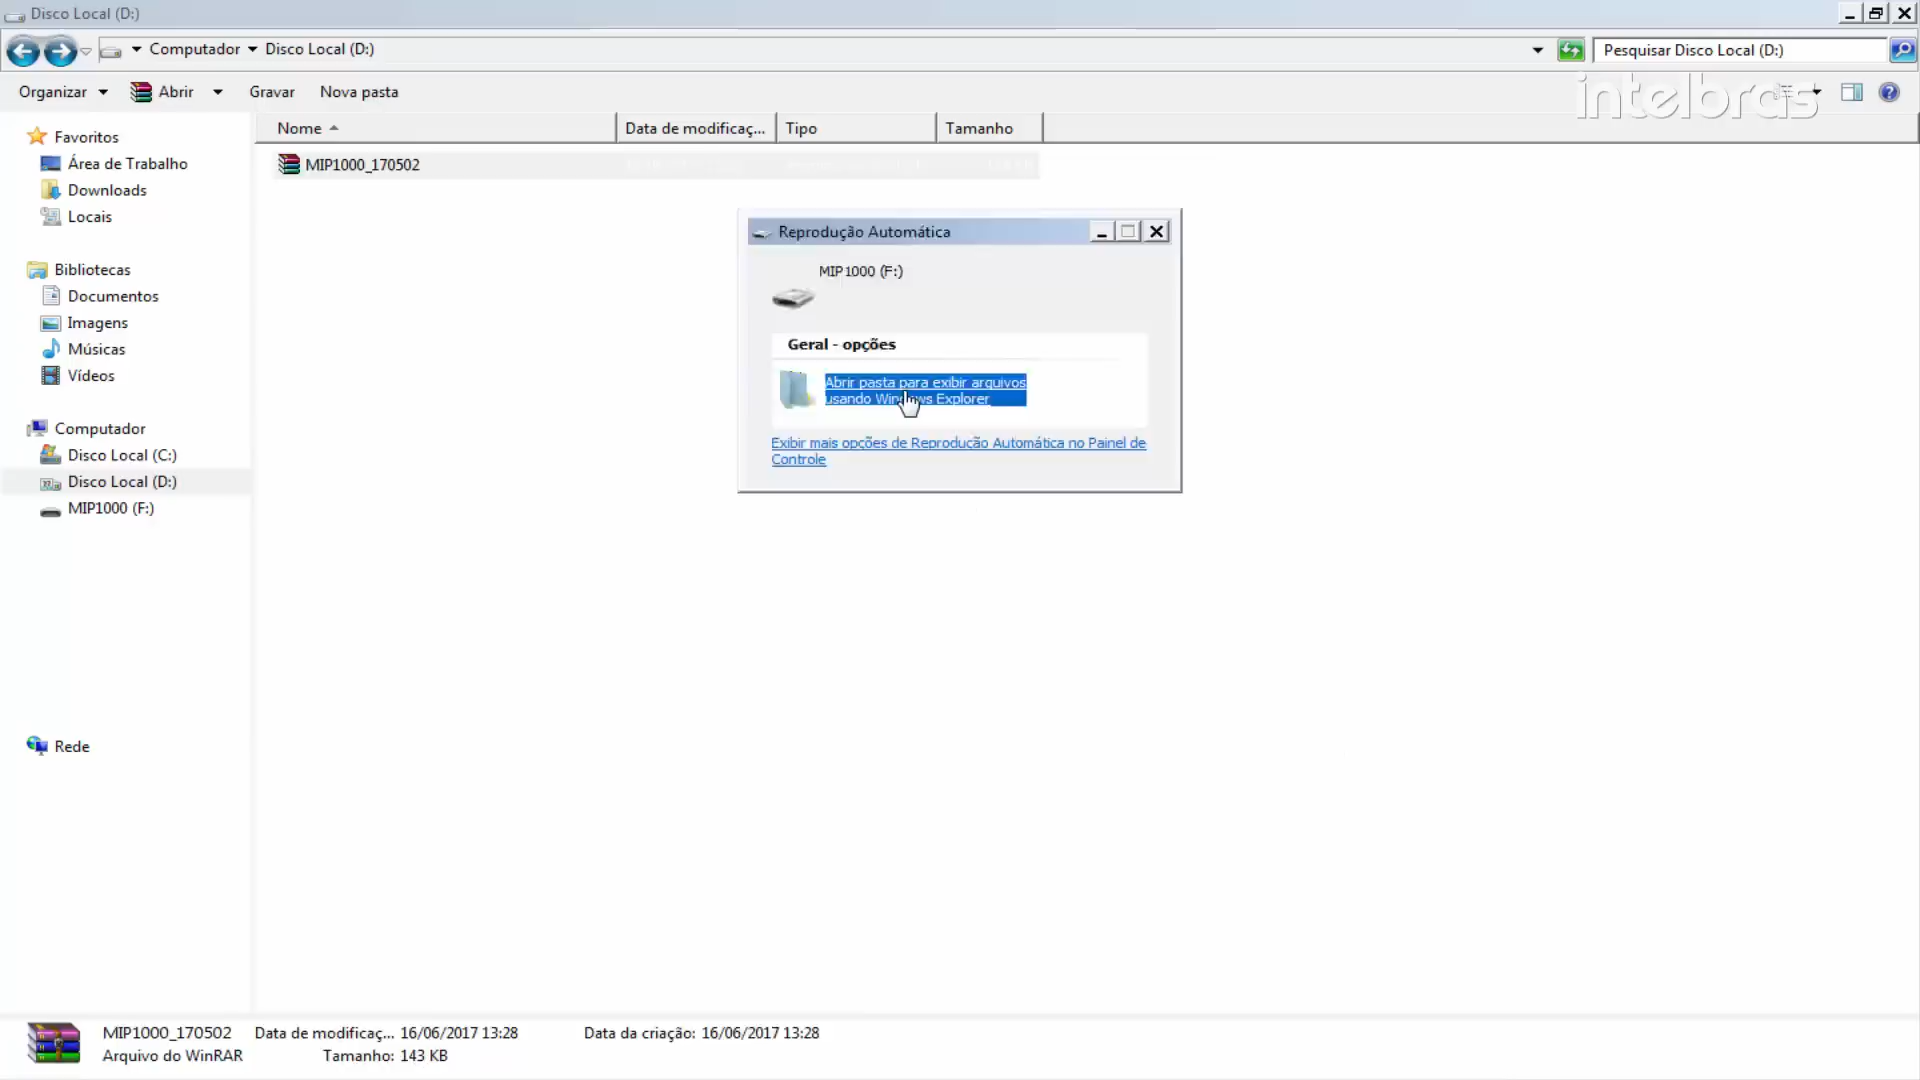 Disco Local (D:)
Computador Disco Local (D:)
Pesquisar Disco Local (D:)
Organizar Abrir Gravar Nova pasta
intelbras
Nome Data de modificaç... Tipo Tamanho
MIP1000_170502
Favoritos
Área de Trabalho
Downloads
Locais
Bibliotecas
Documentos
Imagens
Músicas
Vídeos
Computador
Disco Local (C:)
Disco Local (D:)
MIP1000 (F:)
Rede
Reprodução Automática
MIP1000 (F:)
Geral - opções
Abrir pasta para exibir arquivos
usando Windows Explorer
Exibir mais opções de Reprodução Automática no Painel de
Controle
MIP1000_170502 Data de modificaç... 16/06/2017 13:28 Data da criação: 16/06/2017 13:28
Arquivo do WinRAR Tamanho: 143 KB